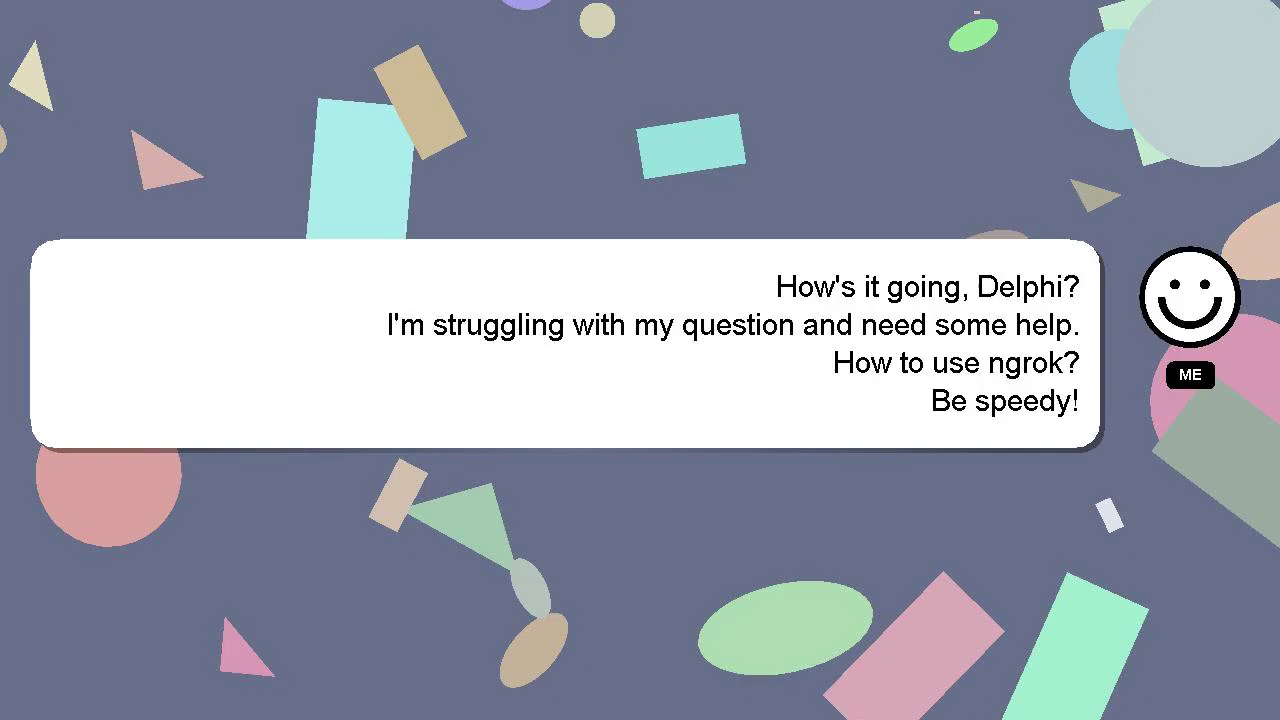 How's it going, Delphi?
I'm struggling with my question and need some help.
How to use ngrok?
Be speedy!
ME